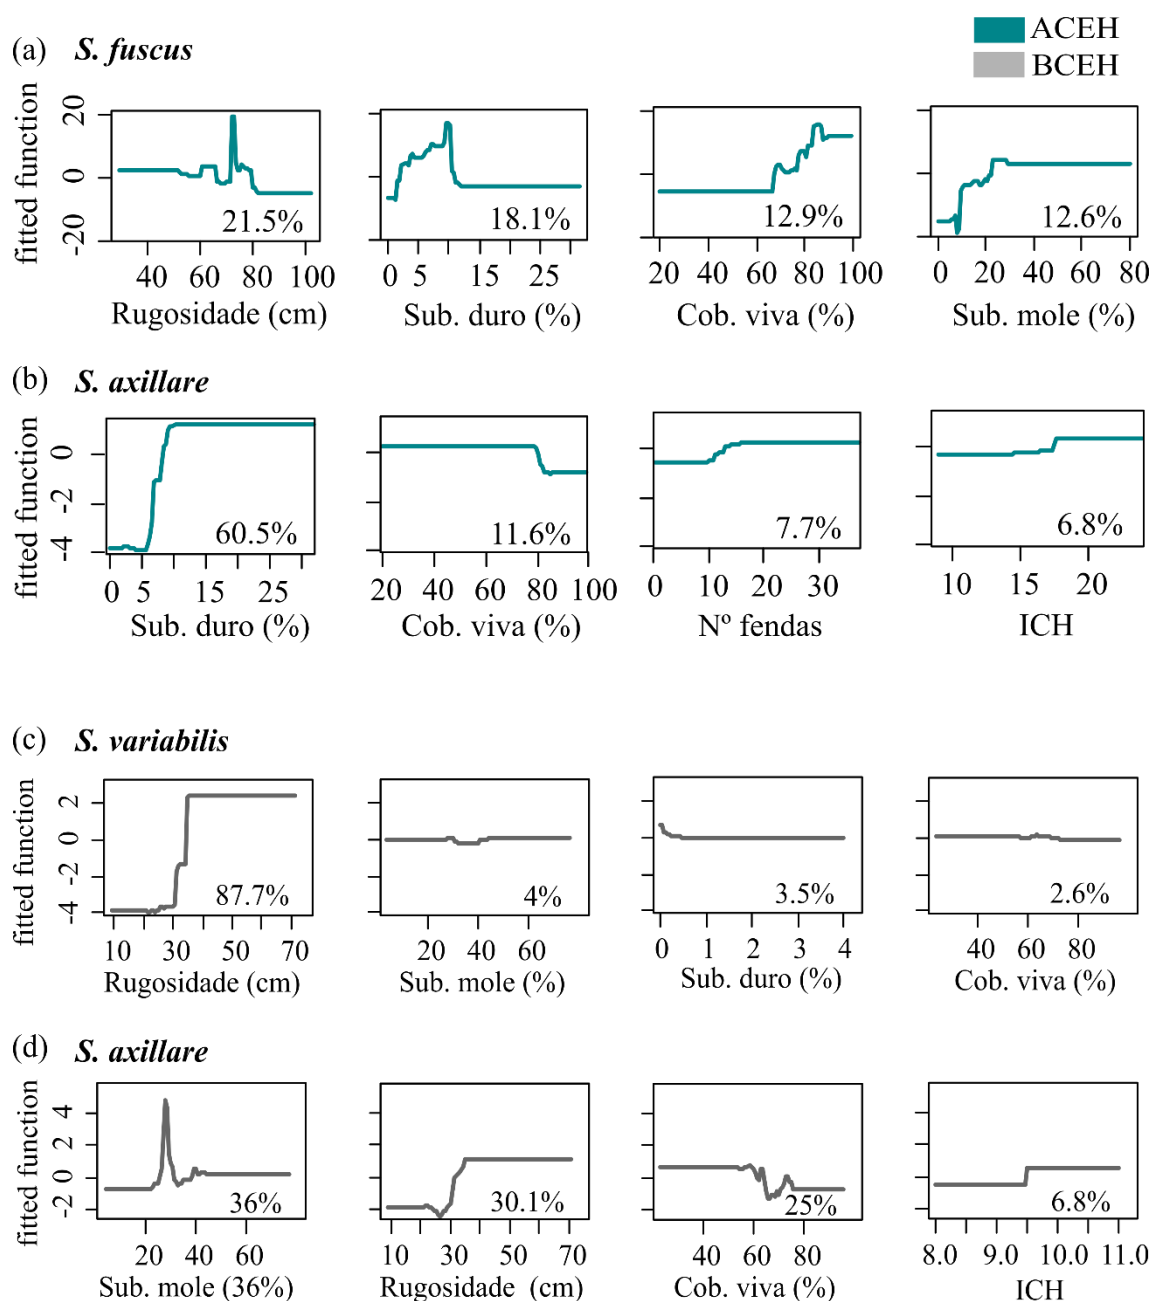 (a) S. fuscus
ACEH
BCEH
fitted function
20
0
-20
21.5%
18.1%
12.9%
12.6%
40 60 80 100
0 5 15 25
20 40 60 80 100
0 20 40 60 80
Rugosidade (cm)
Sub. duro (%)
Cob. viva (%)
Sub. mole (%)
(b) S. axillare
fitted function
0
-2
-4
60.5%
11.6%
7.7%
6.8%
0 5 15 25
20 40 60 80 100
0 10 20 30
10 15 20
Sub. duro (%)
Cob. viva (%)
Nº fendas
ICH
(c) S. variabilis
fitted function
2
0
-2
-4
87.7%
4%
3.5%
2.6%
10 30 50 70
20 40 60
0 1 2 3 4
40 60 80
Rugosidade (cm)
Sub. mole (%)
Sub. duro (%)
Cob. viva (%)
(d) S. axillare
fitted function
4
2
0
-2
36%
30.1%
25%
6.8%
20 40 60
10 30 50 70
40 60 80
8.0 9.0 10.0 11.0
Sub. mole (36%)
Rugosidade (cm)
Cob. viva (%)
ICH